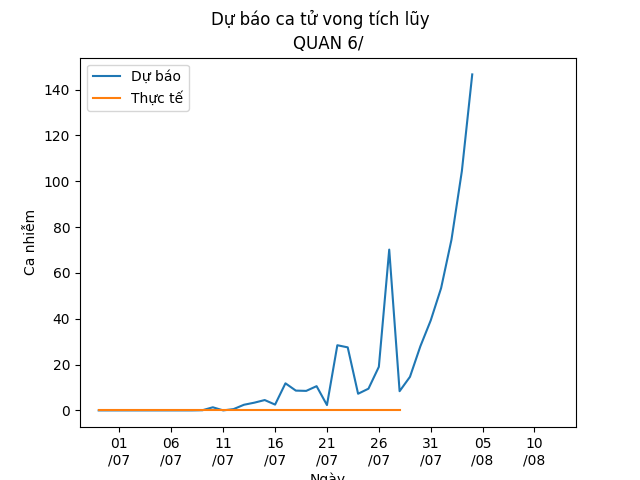 Dự báo ca tử vong tích lũy
QUAN 6/
Dự báo
Thực tế
Ca nhiễm
140
120
100
80
60
40
20
0
01 06 11 16 21 26 31 05 10
/07 /07 /07 /07 /07 /07 /07 /08 /08
Ngày